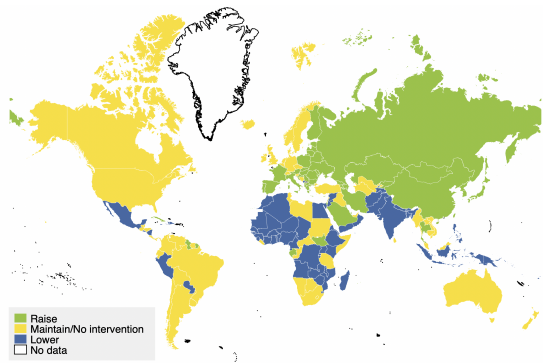 Raise
Maintain/No intervention
Lower
No data